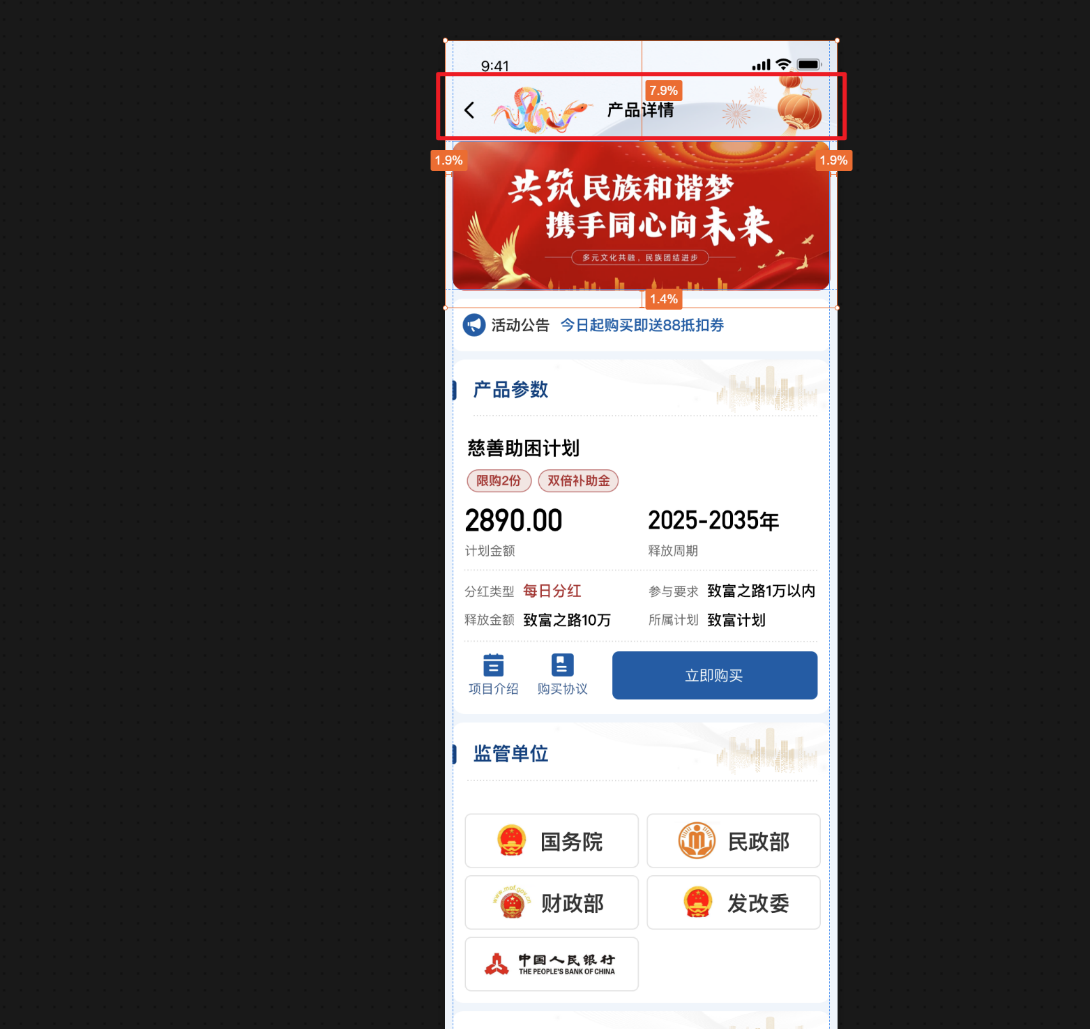 9:41
7.9%
产品详情
1.9%
1.9%
共筑民族和谐梦
携手同心向未来
多元文化共融，民族团结进步
1.4%
活动公告 今日起购买即送88抵扣券
产品参数
慈善助困计划
限购2份 双倍补助金
2890.00 2025-2035年
计划金额 释放周期
分红类型 每日分红 参与要求 致富之路1万以内
释放金额 致富之路10万 所属计划 致富计划
项目介绍 购买协议 立即购买
监管单位
国务院 民政部
www.mof.gov.cn 财政部 发改委
中国人民银行
THE PEOPLE'S BANK OF CHINA